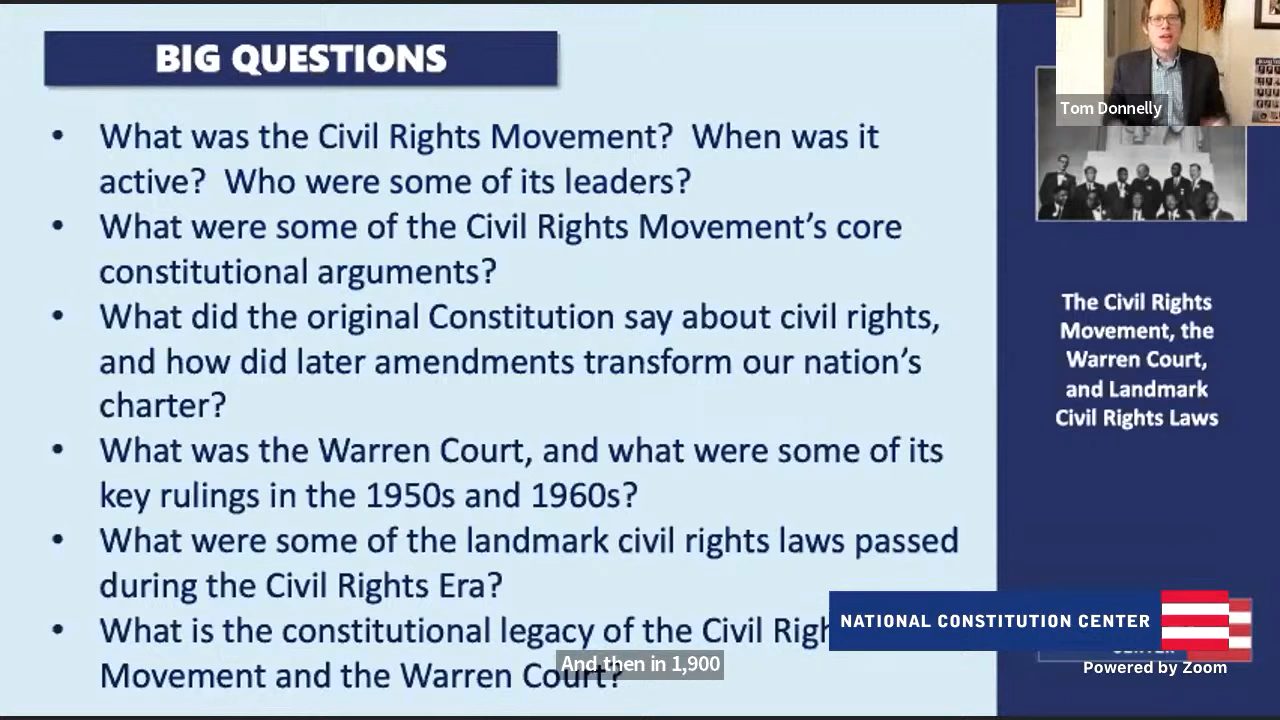 BIG QUESTIONS
• What was the Civil Rights Movement? When was it
active? Who were some of its leaders?
• What were some of the Civil Rights Movement’s core
constitutional arguments?
• What did the original Constitution say about civil rights,
and how did later amendments transform our nation’s
charter?
• What was the Warren Court, and what were some of its
key rulings in the 1950s and 1960s?
• What were some of the landmark civil rights laws passed
during the Civil Rights Era?
• What is the constitutional legacy of the Civil
Movement and the Warren Court?
And then in 1,900
Tom Donnelly
The Civil Rights
Movement, the
Warren Court,
and Landmark
Civil Rights Laws
NATIONAL CONSTITUTION CENTER
Powered by Zoom